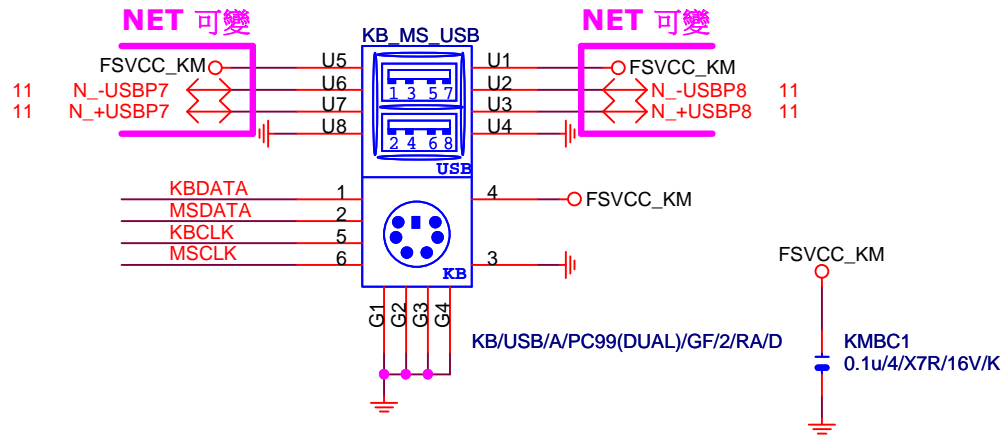 NET 可變
NET 可變
KB_MS_USB
FSVCC_KM U5 U1 FSVCC_KM
11 N_-USBP7 U6 U2 N_-USBP8 11
11 N_+USBP7 U7 U3 N_+USBP8 11
U8 U4
1 3 5 7
2 4 6 8
USB
KBDATA 1 4 FSVCC_KM
MSDATA 2
KBCLK 5
MSCLK 6 3
KB
G1 G2 G3 G4
KB/USB/A/PC99(DUAL)/GF/2/RA/D
FSVCC_KM
KMBC1
0.1u/4/X7R/16V/K